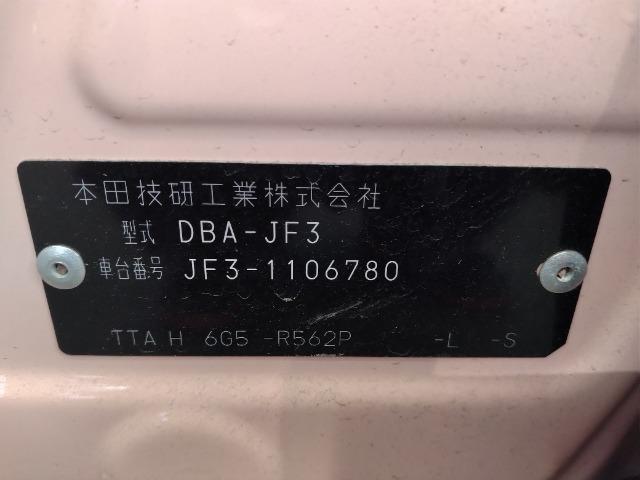 本田技研工業株式会社
型式 DBA-JF3
車台番号 JF3-1106780
TTA H 6G5 -R562P -L -S